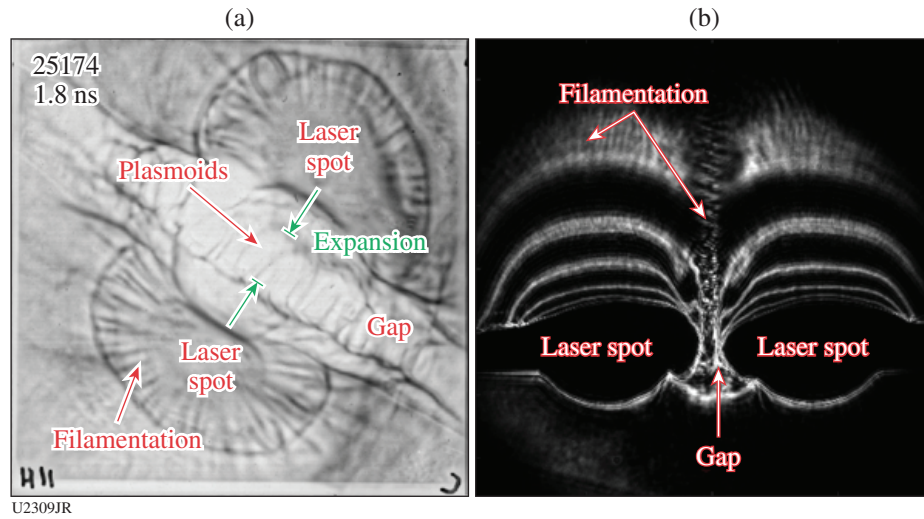 (a)
(b)
25174
1.8 ns
Laser
spot
Plasmoids
Expansion
Gap
Laser
spot
Filamentation
Filamentation
Laser spot
Laser spot
Gap
U2309JR